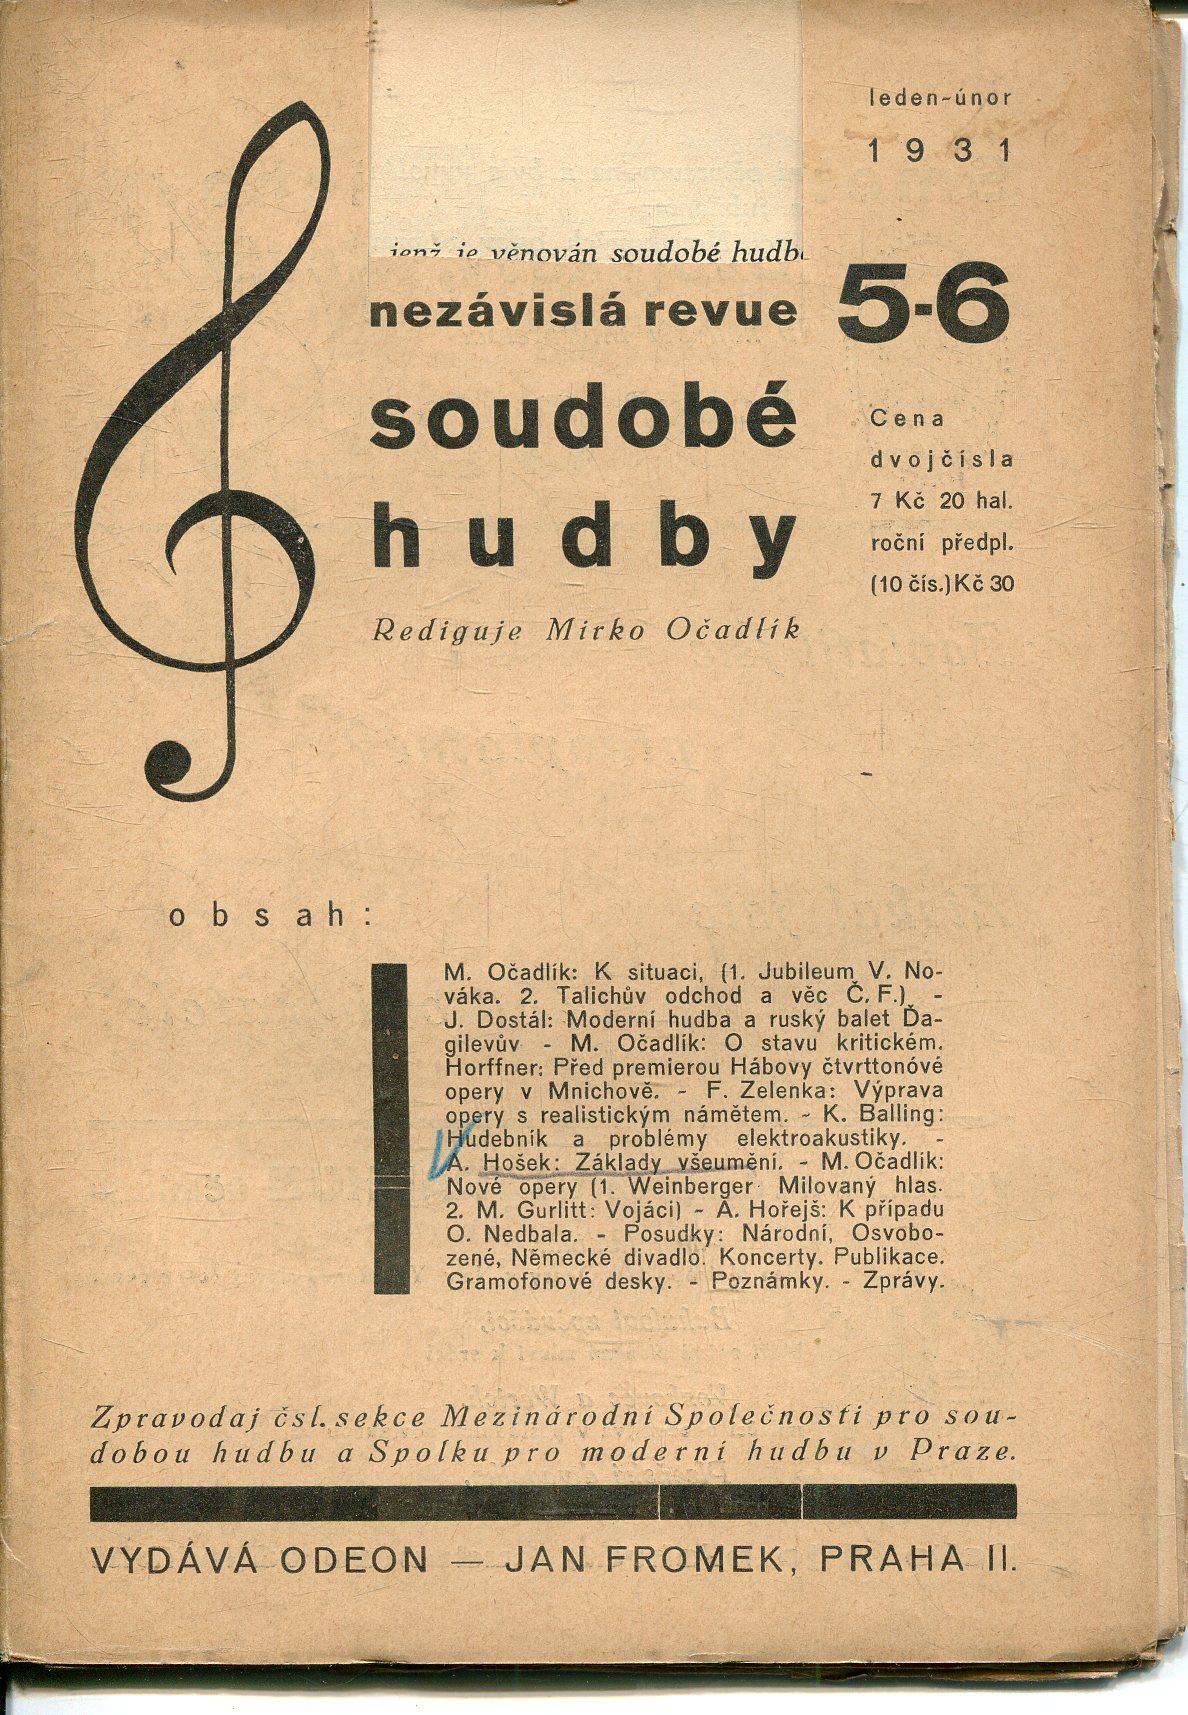 leden-únor
1931
jenž je věnován soudobé hudbě
nezávislá revue
5-6
soudobé
hudby
Rediguje Mirko Očadlík
Cena
dvojčísla
7 Kč 20 hal.
roční předpl.
(10 čís.) Kč 30
obsah:
M. Očadlík: K situaci, (1. Jubileum V. No-
váka. 2. Talichův odchod a věc Č. F.) -
J. Dostál: Moderní hudba a ruský balet Ďa-
gilevův - M. Očadlík: O stavu kritickém.
Horffner: Před premierou Hábovy čtvrttonóvé
opery v Mnichově. - F. Zelenka: Výprava
opery s realistickým námětem. - K. Balling:
Hudebník a problémy elektroakustiky. -
A. Hošek: Základy všeumění. - M. Očadlík:
Nové opery (1. Weinberger Milovaný hlas.
2. M. Gurlitt: Vojáci) - A. Hořejš: K případu
O. Nedbala. - Posudky: Národní, Osvobo-
zené, Německé divadlo. Koncerty. Publikace.
Gramofonové desky. - Poznámky. - Zprávy.
Zpravodaj čsl. sekce Mezinárodní Společnosti pro sou-
dobou hudbu a Spolku pro moderní hudbu v Praze.
VYDÁVÁ ODEON — JAN FROMEK, PRAHA II.